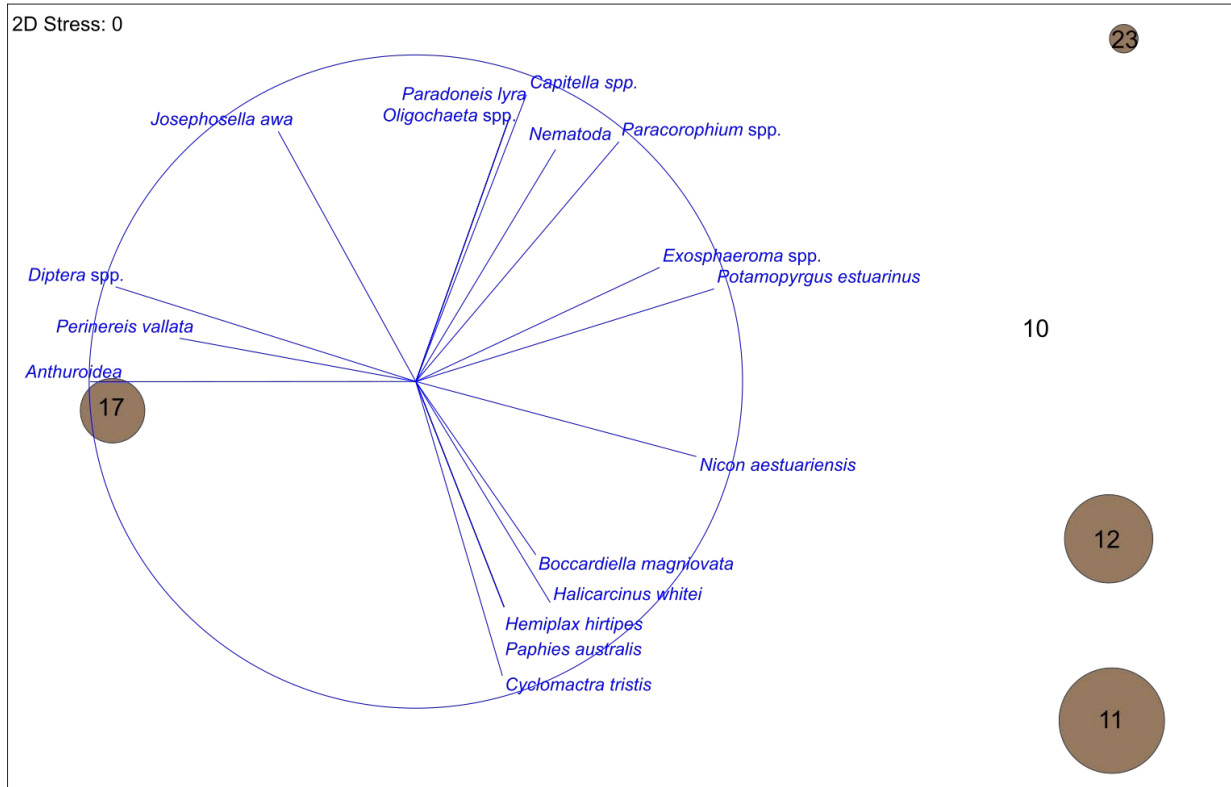 2D Stress: 0
23
Capitella spp.
Paradoneis lyra
Oligochaeta spp.
Josephosella awa
Nematoda
Paracorophium spp.
Exosphaeroma spp.
Diptera spp.
Potamopyrgus estuarinus
Perinereis vallata
10
Anthuroidea
17
Nicon aestuariensis
12
Boccardiella magniovata
Halicarcinus whitei
Hemiplax hirtipes
Paphies australis
Cyclomactra tristis
11